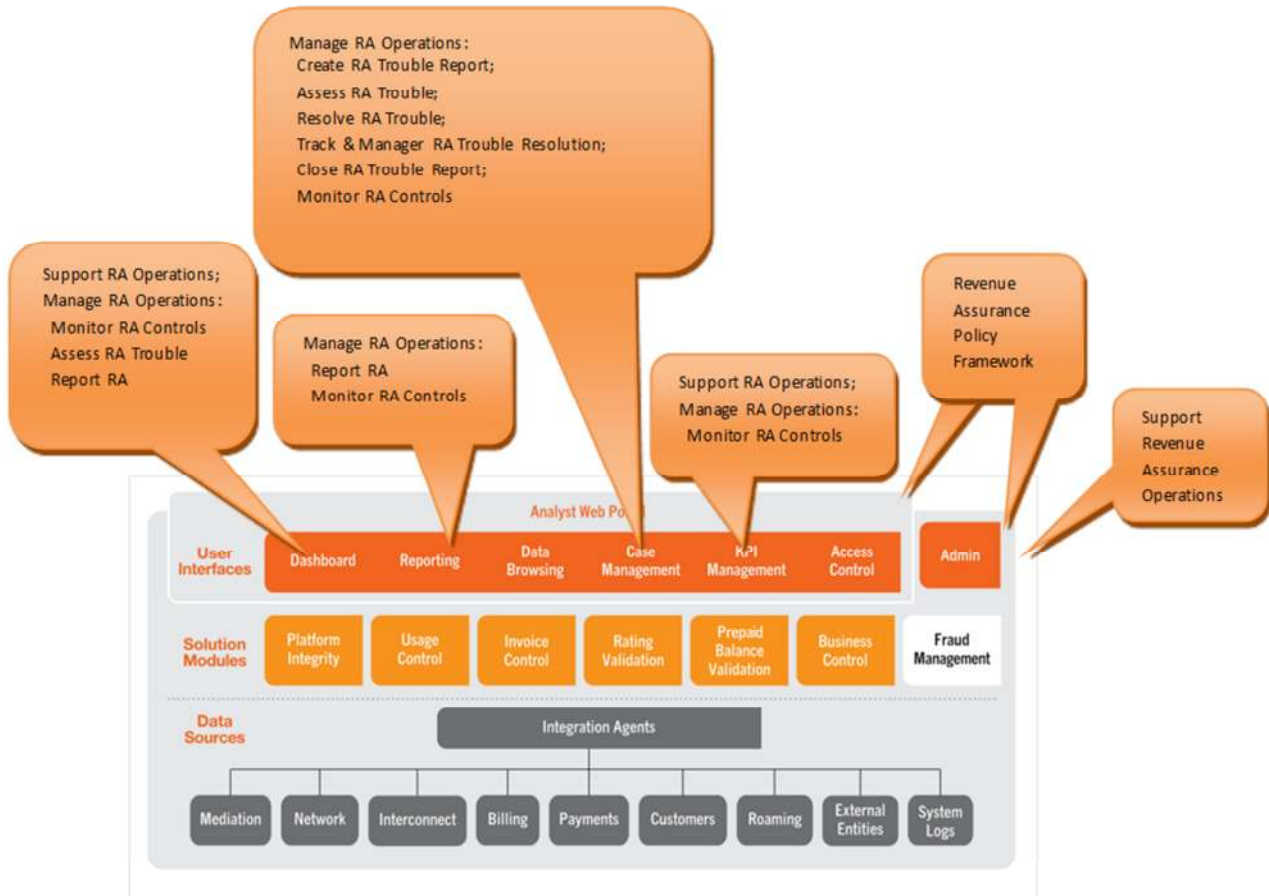 Manage RA Operations:
Create RA Trouble Report;
Assess RA Trouble;
Resolve RA Trouble;
Track & Manager RA Trouble Resolution;
Close RA Trouble Report;
Monitor RA Controls
Support RA Operations;
Manage RA Operations:
Monitor RA Controls
Assess RA Trouble
Report RA
Manage RA Operations:
Report RA
Monitor RA Controls
Support RA Operations;
Manage RA Operations:
Monitor RA Controls
Revenue
Assurance
Policy
Framework
Support
Revenue
Assurance
Operations
Analyst Web
User
Interfaces
Dashboard
Reporting
Data
Browsing
Case
Management
KPI
Management
Access
Control
Admin
Solution
Modules
Platform
Integrity
Usage
Control
Invoice
Control
Rating
Validation
Prepaid
Balance
Validation
Business
Control
Fraud
Management
Data
Sources
Integration Agents
Mediation
Network
Interconnect
Billing
Payments
Customers
Roaming
External
Entities
System
Logs